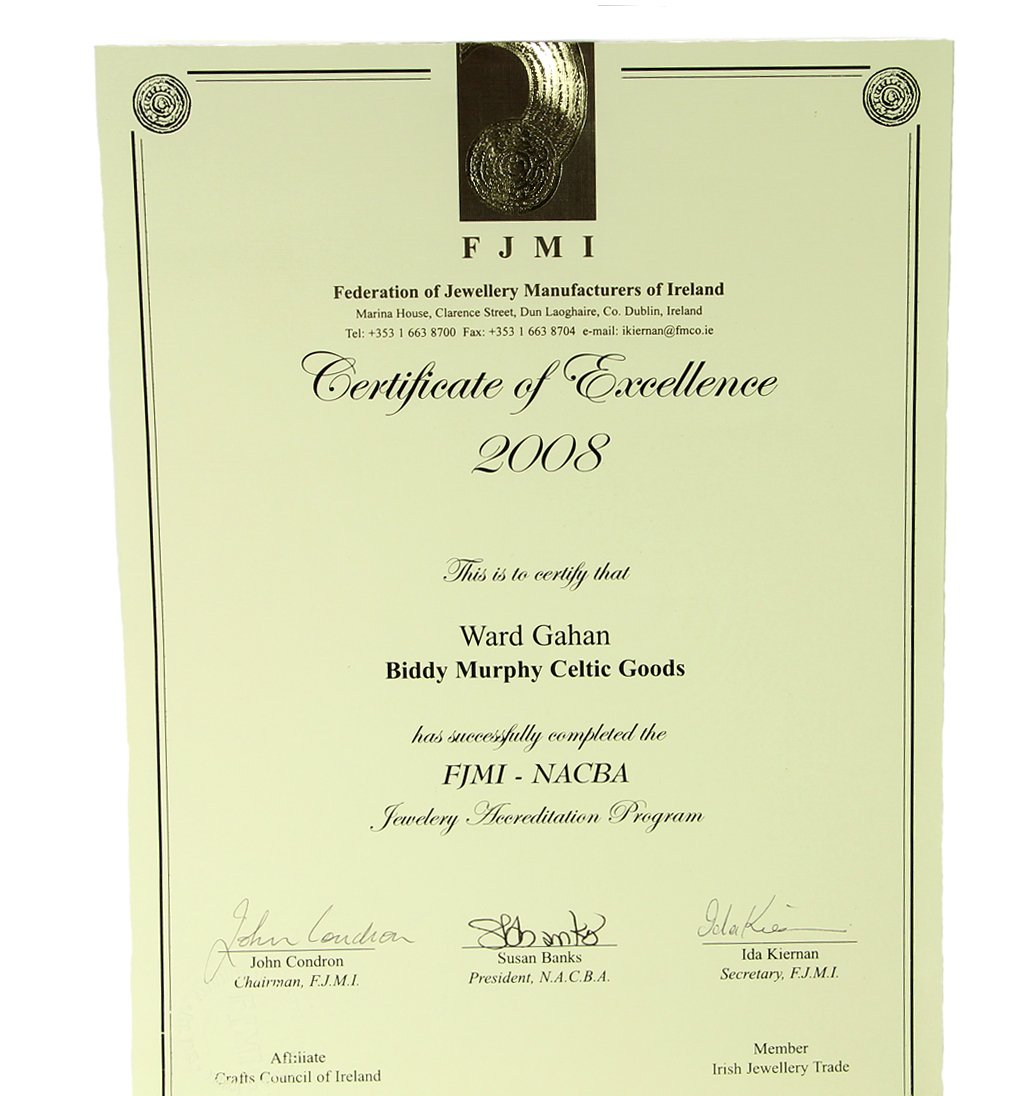 F J M I
Federation of Jewellery Manufacturers of Ireland
Marina House, Clarence Street, Dun Laoghaire, Co. Dublin, Ireland
Tel: +353 1 663 8700 Fax: +353 1 663 8704 e-mail: ikiernan@fmco.ie
Certificate of Excellence
2008
This is to certify that
Ward Gahan
Biddy Murphy Celtic Goods
has successfully completed the
FJMI - NACBA
Jewelery Accreditation Program
John Condron
John Condron
Chairman, F.J.M.I.
SBanks
Susan Banks
President, N.A.C.B.A.
Ida Kiernan
Ida Kiernan
Secretary, F.J.M.I.
Affiliate
Crafts Council of Ireland
Member
Irish Jewellery Trade